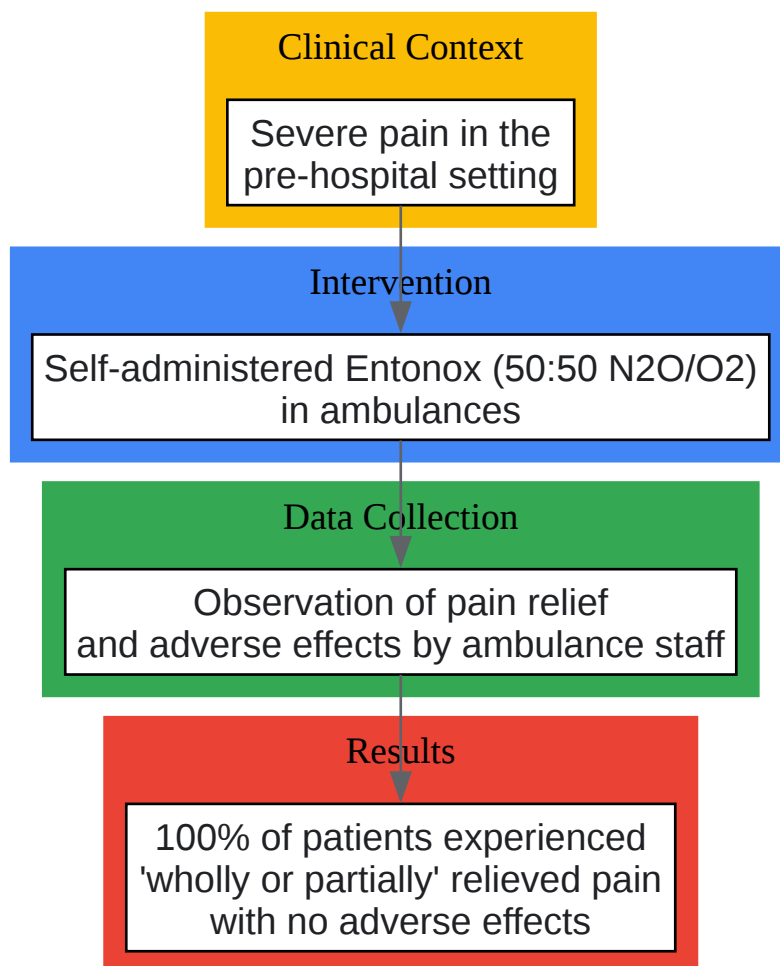 Clinical Context
Severe pain in the
pre-hospital setting
Intervention
Self-administered Entonox (50:50 N2O/O2)
in ambulances
Data Collection
Observation of pain relief
and adverse effects by ambulance staff
Results
100% of patients experienced
'wholly or partially' relieved pain
with no adverse effects